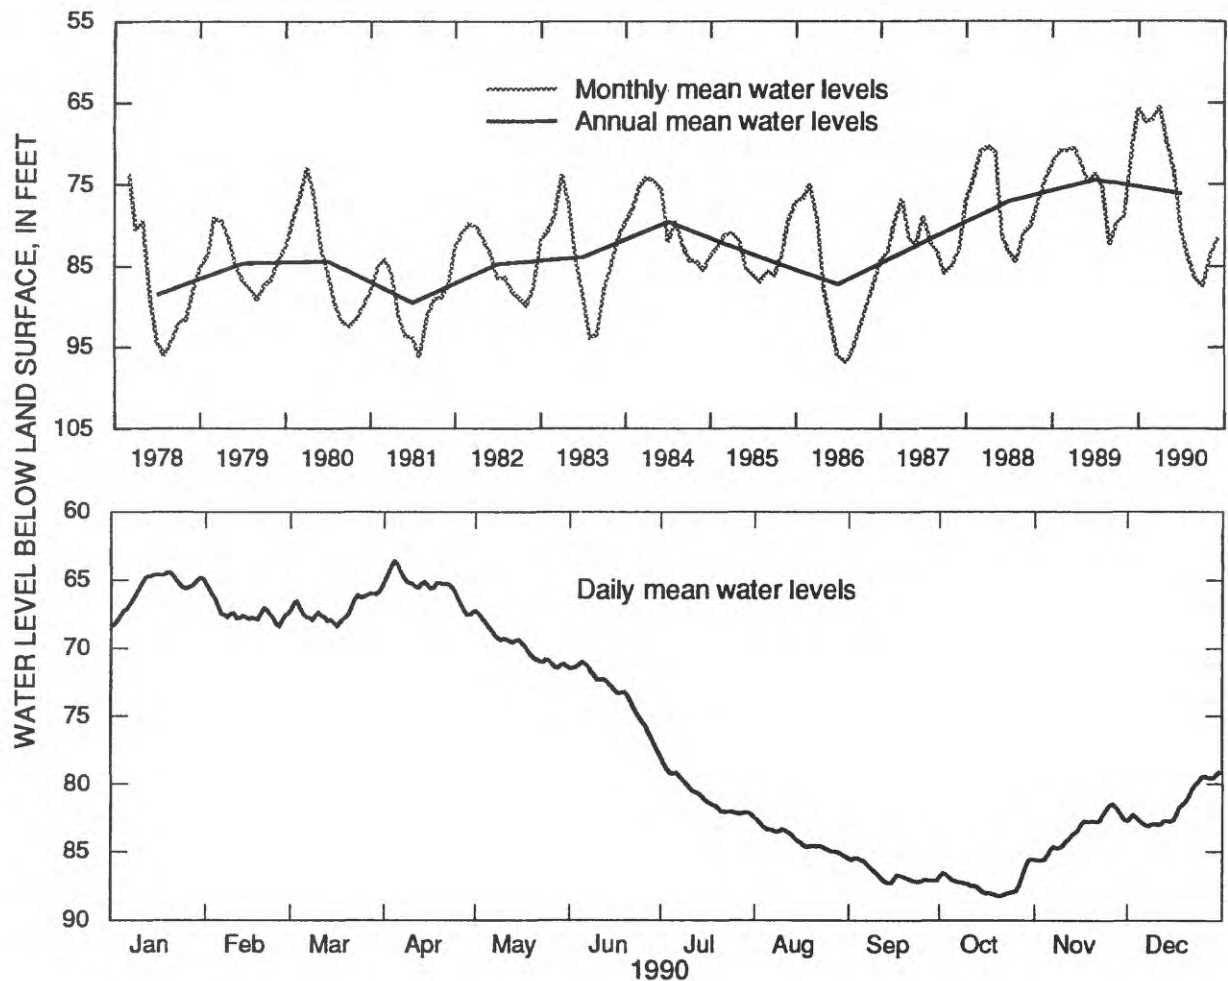 WATER LEVEL BELOW LAND SURFACE, IN FEET
55
65
75
85
95
105
Monthly mean water levels
Annual mean water levels
1978 1979 1980 1981 1982 1983 1984 1985 1986 1987 1988 1989 1990
60
65
70
75
80
85
90
Daily mean water levels
Jan Feb Mar Apr May Jun Jul Aug Sep Oct Nov Dec
1990